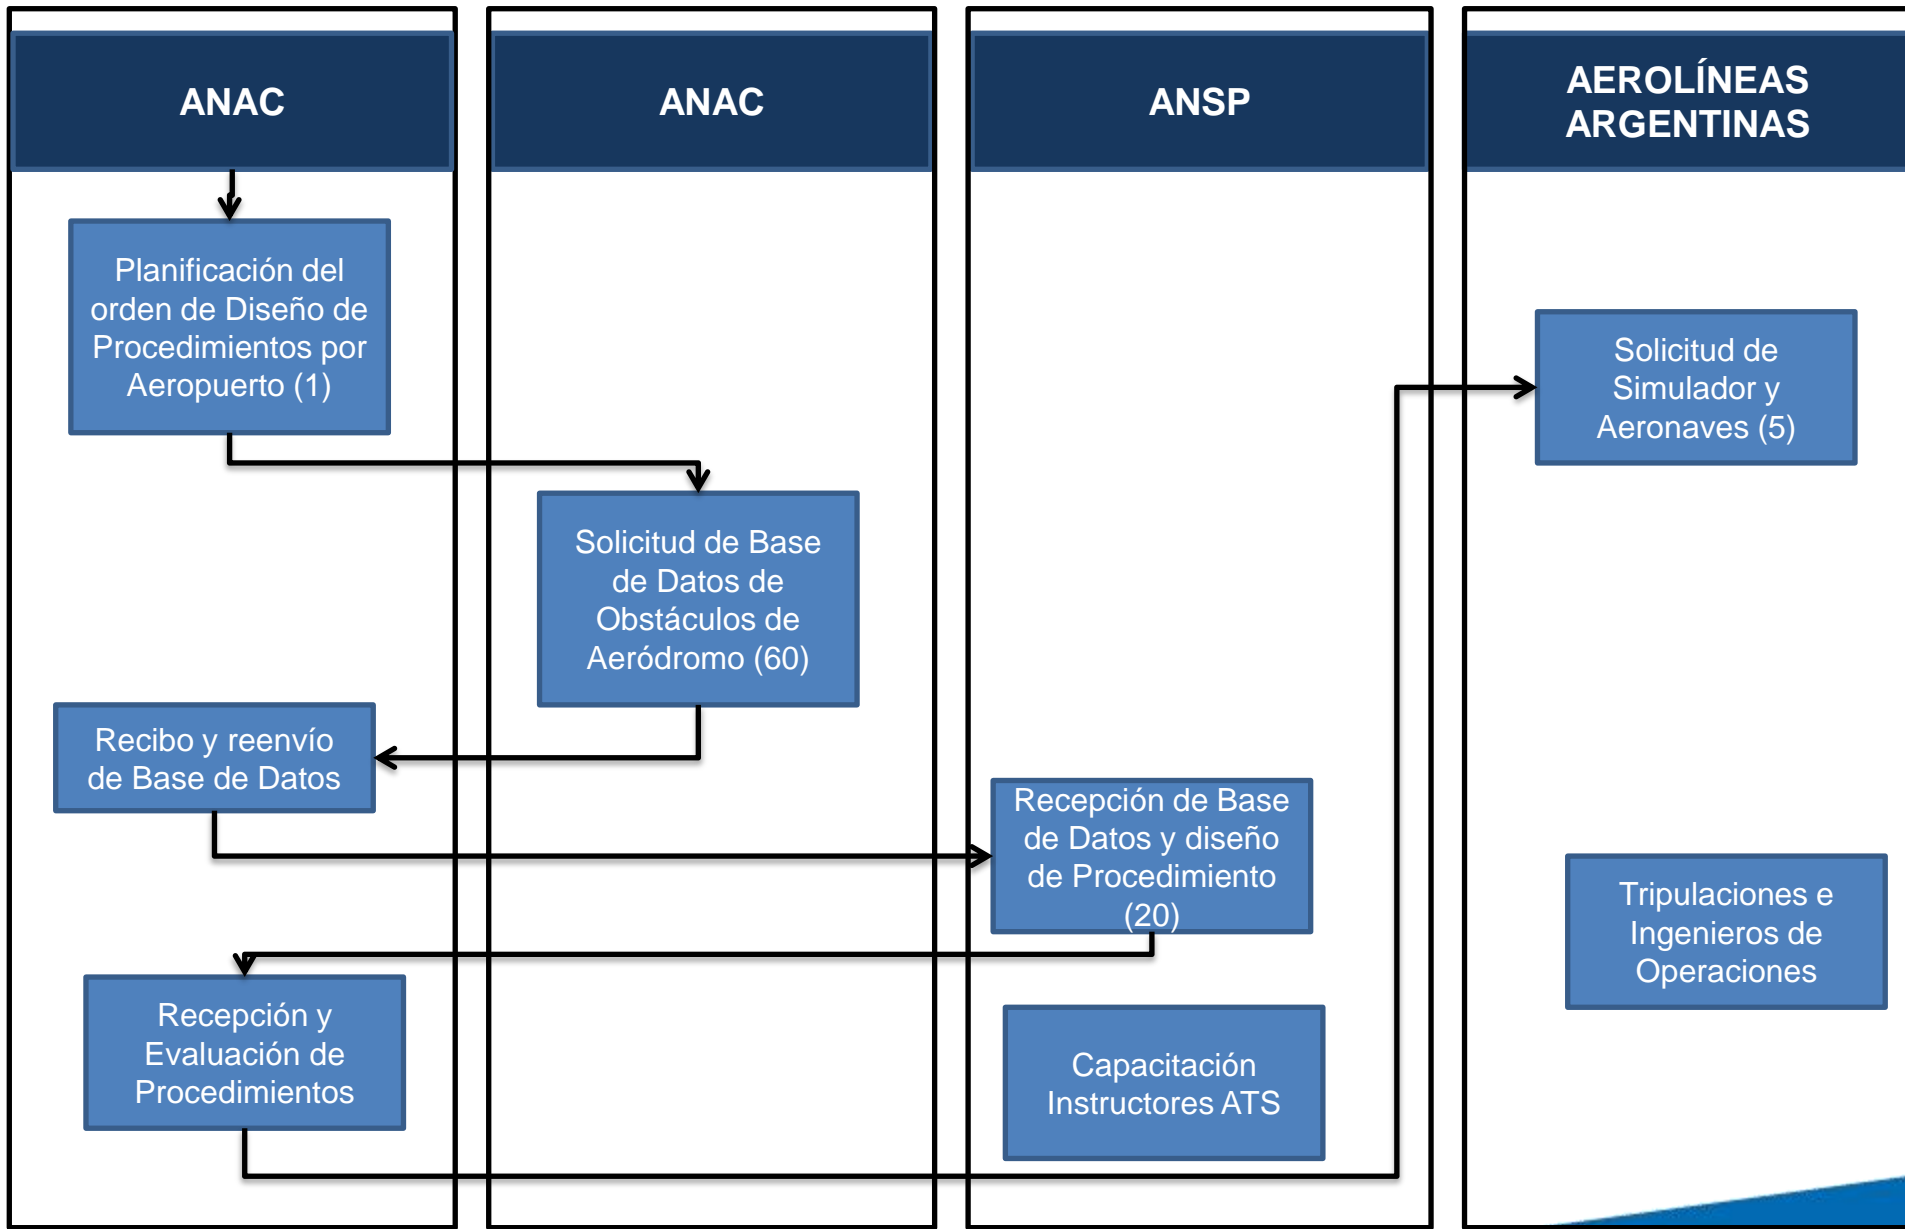 ANAC
ANAC
ANSP
AEROLÍNEAS
ARGENTINAS
Planificación del
orden de Diseño de
Procedimientos por
Aeropuerto (1)
Solicitud de
Simulador y
Aeronaves (5)
Solicitud de Base
de Datos de
Obstáculos de
Aeródromo (60)
Recibo y reenvío
de Base de Datos
Recepción de Base
de Datos y diseño
de Procedimiento
(20)
Tripulaciones e
Ingenieros de
Operaciones
Recepción y
Evaluación de
Procedimientos
Capacitación
Instructores ATS